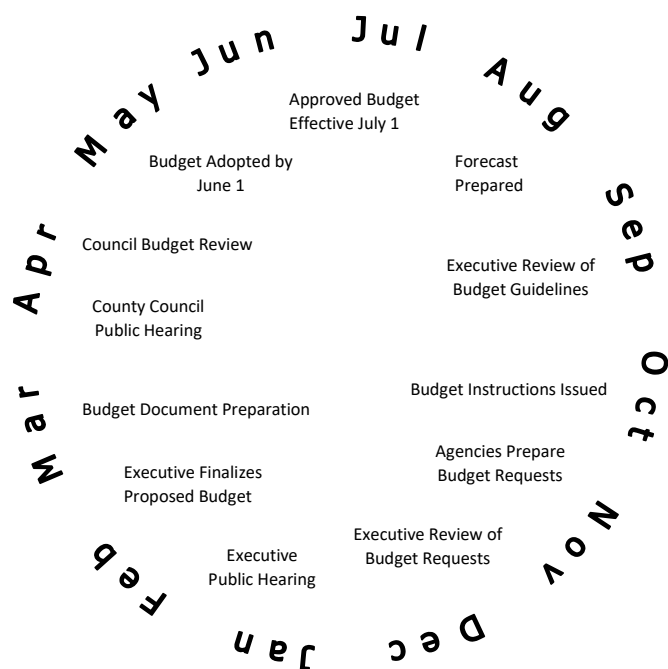 Jul
Aug
Sep
Oct
Nov
Dec
Jan
Feb
Mar
Apr
May
Jun
Approved Budget
Effective July 1
Forecast
Prepared
Executive Review of
Budget Guidelines
Budget Instructions Issued
Agencies Prepare
Budget Requests
Executive Review of
Budget Requests
Executive
Public Hearing
Executive Finalizes
Proposed Budget
Budget Document Preparation
County Council
Public Hearing
Council Budget Review
Budget Adopted by
June 1